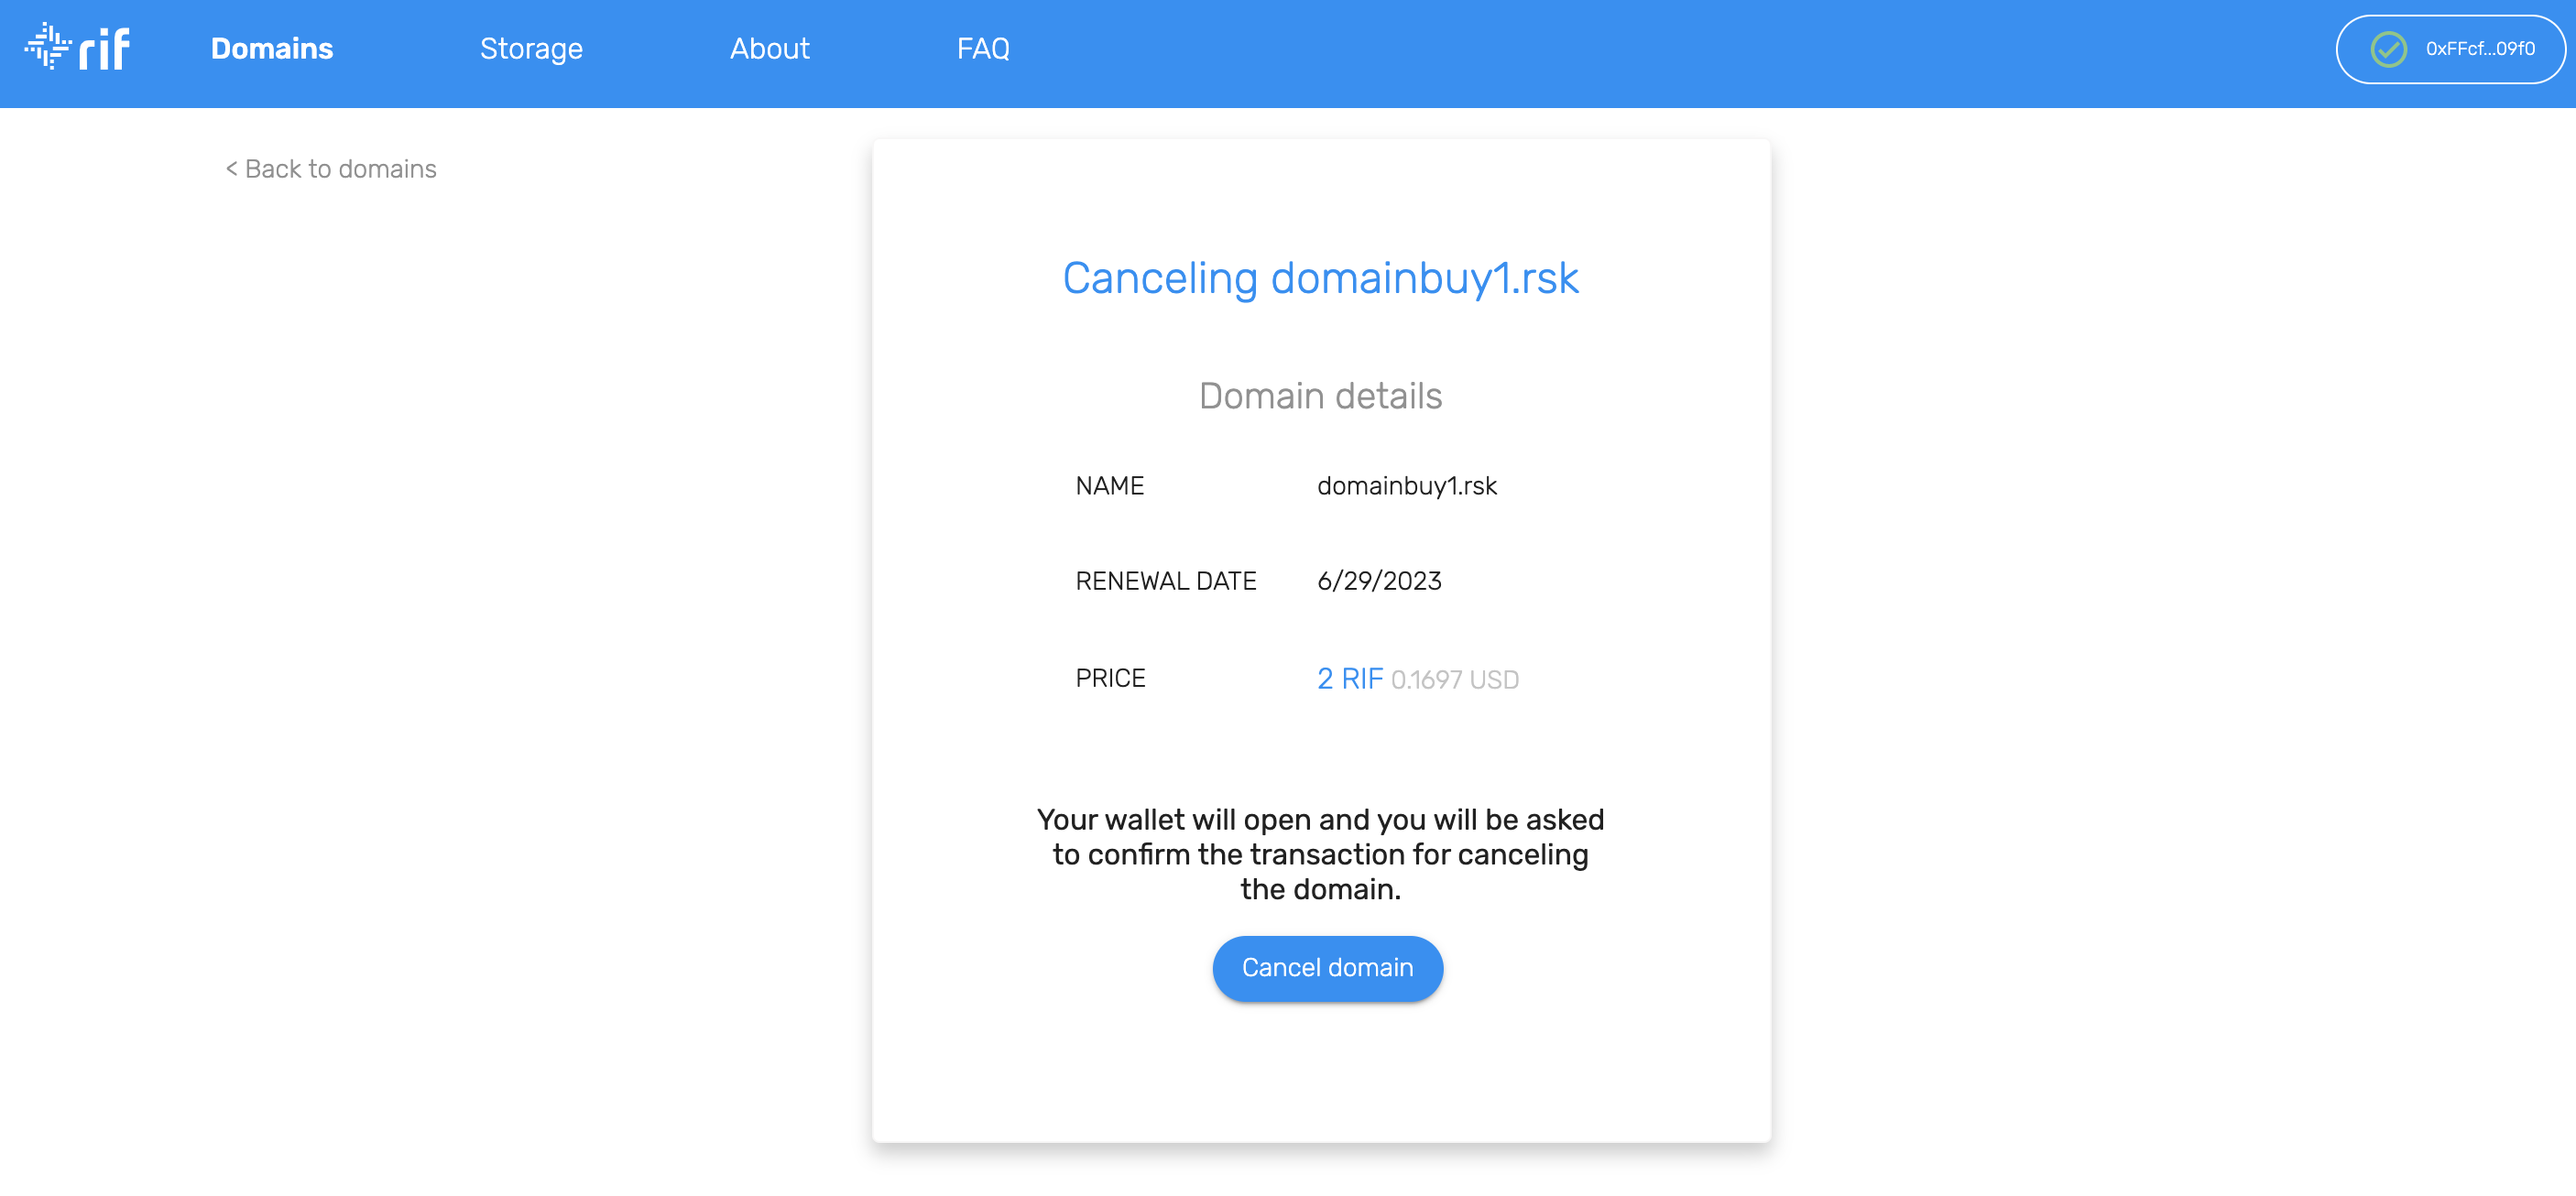 rif Domains Storage About FAQ 0xFFcf...09f0
< Back to domains
Canceling domainbuy1.rsk
Domain details
NAME domainbuy1.rsk
RENEWAL DATE 6/29/2023
PRICE 2 RIF 0.1697 USD
Your wallet will open and you will be asked
to confirm the transaction for canceling
the domain.
Cancel domain